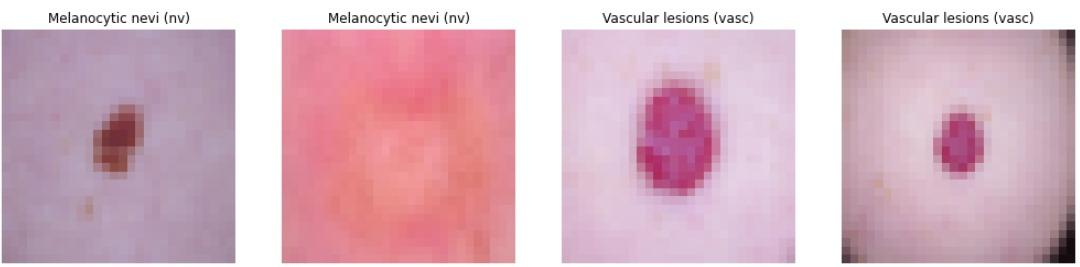 Melanocytic nevi (nv)
Melanocytic nevi (nv)
Vascular lesions (vasc)
Vascular lesions (vasc)